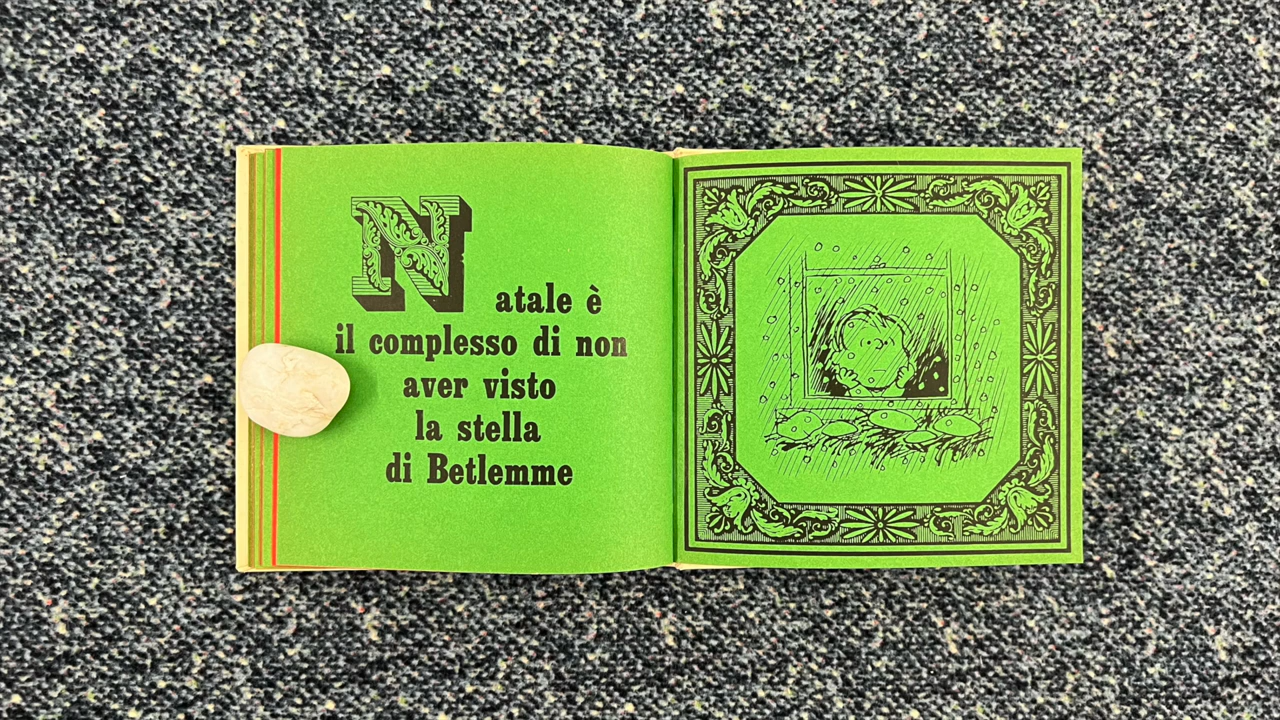 Natale è
il complesso di non
aver visto
la stella
di Betlemme